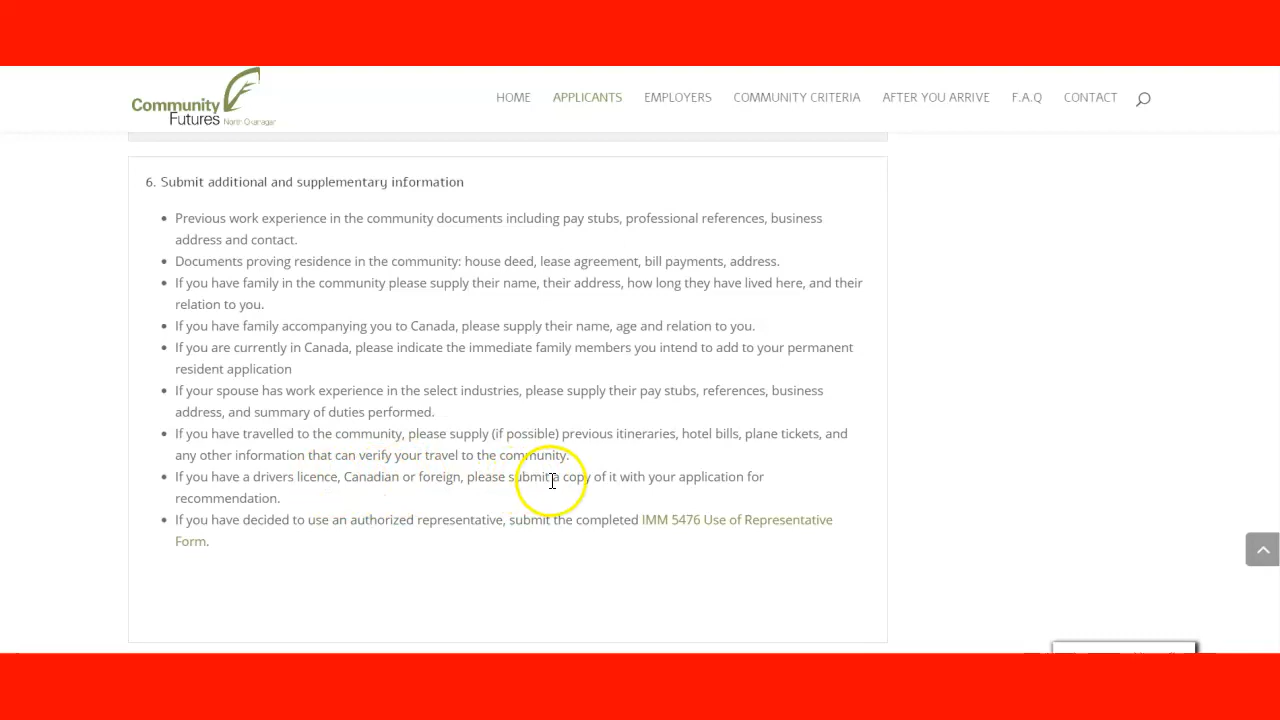 Community
Futures North Okanagan
HOME
APPLICANTS
EMPLOYERS
COMMUNITY CRITERIA
AFTER YOU ARRIVE
F.A.Q
CONTACT
6. Submit additional and supplementary information
• Previous work experience in the community documents including pay stubs, professional references, business
address and contact.
• Documents proving residence in the community: house deed, lease agreement, bill payments, address.
• If you have family in the community please supply their name, their address, how long they have lived here, and their
relation to you.
• If you have family accompanying you to Canada, please supply their name, age and relation to you.
• If you are currently in Canada, please indicate the immediate family members you intend to add to your permanent
resident application
• If your spouse has work experience in the select industries, please supply their pay stubs, references, business
address, and summary of duties performed.
• If you have travelled to the community, please supply (if possible) previous itineraries, hotel bills, plane tickets, and
any other information that can verify your travel to the community.
• If you have a drivers licence, Canadian or foreign, please submit a copy of it with your application for
recommendation.
• If you have decided to use an authorized representative, submit the completed IMM 5476 Use of Representative
Form.